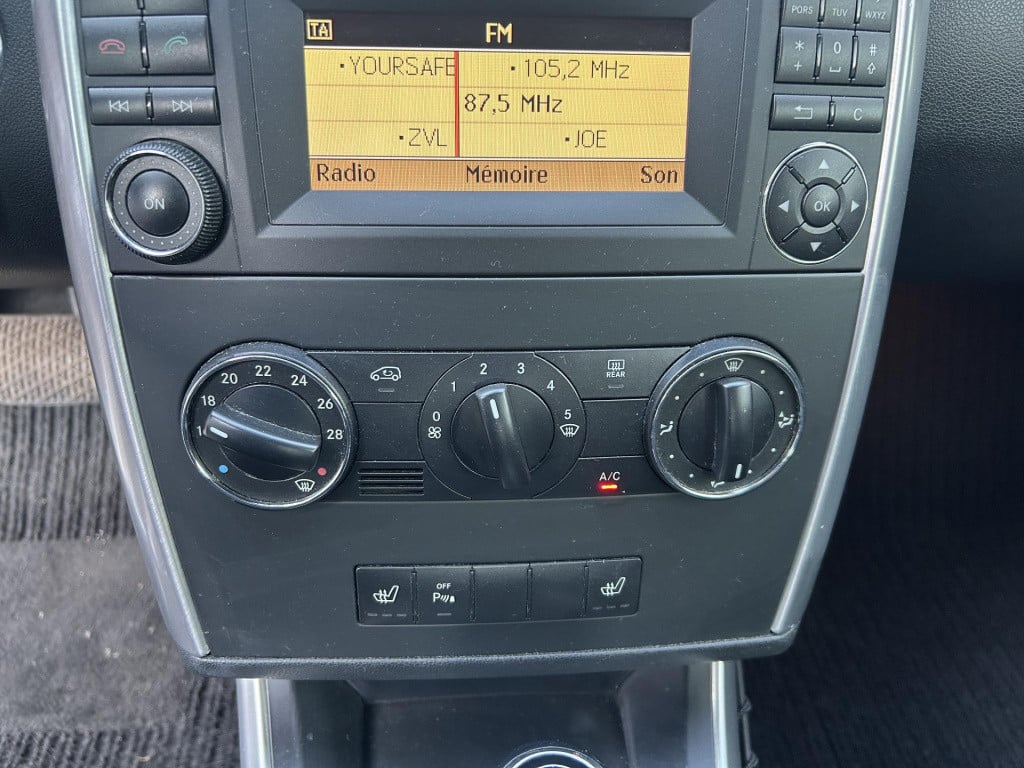 PQRS TUV WXYZ
TA FM
·YOURSAFE ·105,2 MHz
87,5 MHz
·ZVL ·JOE
Radio Mémoire Son
* 0 #
+
C
ON
OK
18 20 22 24 26 28
0 1 2 3 4 5
REAR
A/C
OFF
P